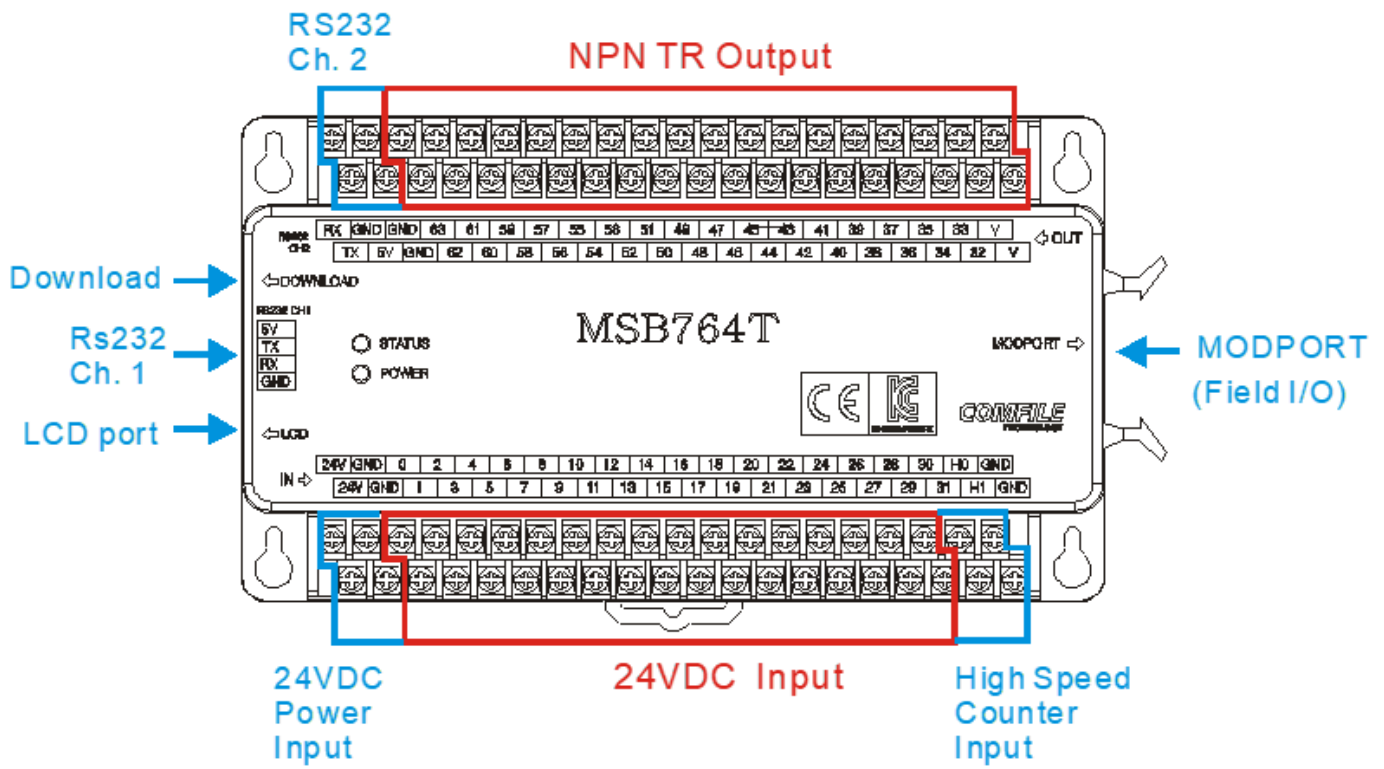 RS232
Ch. 2
NPN TR Output
RX GND GND 63 61 59 57 55 53 51 49 47 45 43 41 39 37 35 33 V
CH2
TX 5V GND 62 60 58 56 54 52 50 48 46 44 42 40 38 36 34 32 V
OUT
Download
DOWNLOAD
RS232 CH1
5V
TX
RX
GND
Rs232
Ch. 1
STATUS
POWER
MSB764T
MODPORT
MODPORT
(Field I/O)
CE
COMFILE
TECHNOLOGY
LCD port
LCD
IN
24V GND 0 2 4 6 8 10 12 14 16 18 20 22 24 26 28 30 H0 GND
24V GND 1 3 5 7 9 11 13 15 17 19 21 23 25 27 29 31 H1 GND
24VDC
Power
Input
24VDC Input
High Speed
Counter
Input